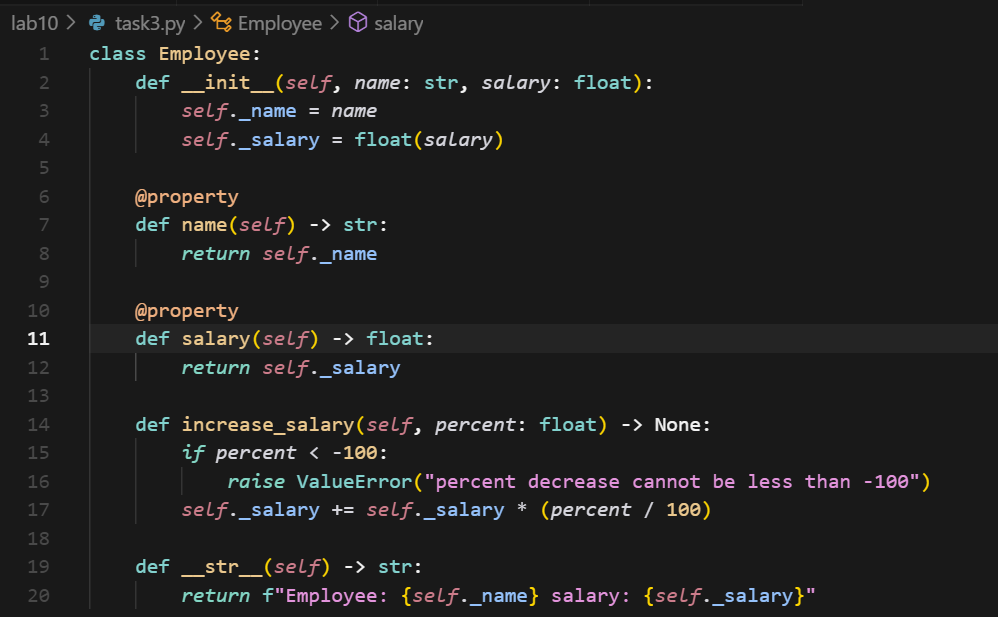 lab10 > task3.py > Employee > salary
1 class Employee:
2     def __init__(self, name: str, salary: float):
3         self._name = name
4         self._salary = float(salary)
5
6     @property
7     def name(self) -> str:
8         return self._name
9
10     @property
11     def salary(self) -> float:
12         return self._salary
13
14     def increase_salary(self, percent: float) -> None:
15         if percent < -100:
16             raise ValueError("percent decrease cannot be less than -100")
17         self._salary += self._salary * (percent / 100)
18
19     def __str__(self) -> str:
20         return f"Employee: {self._name} salary: {self._salary}"